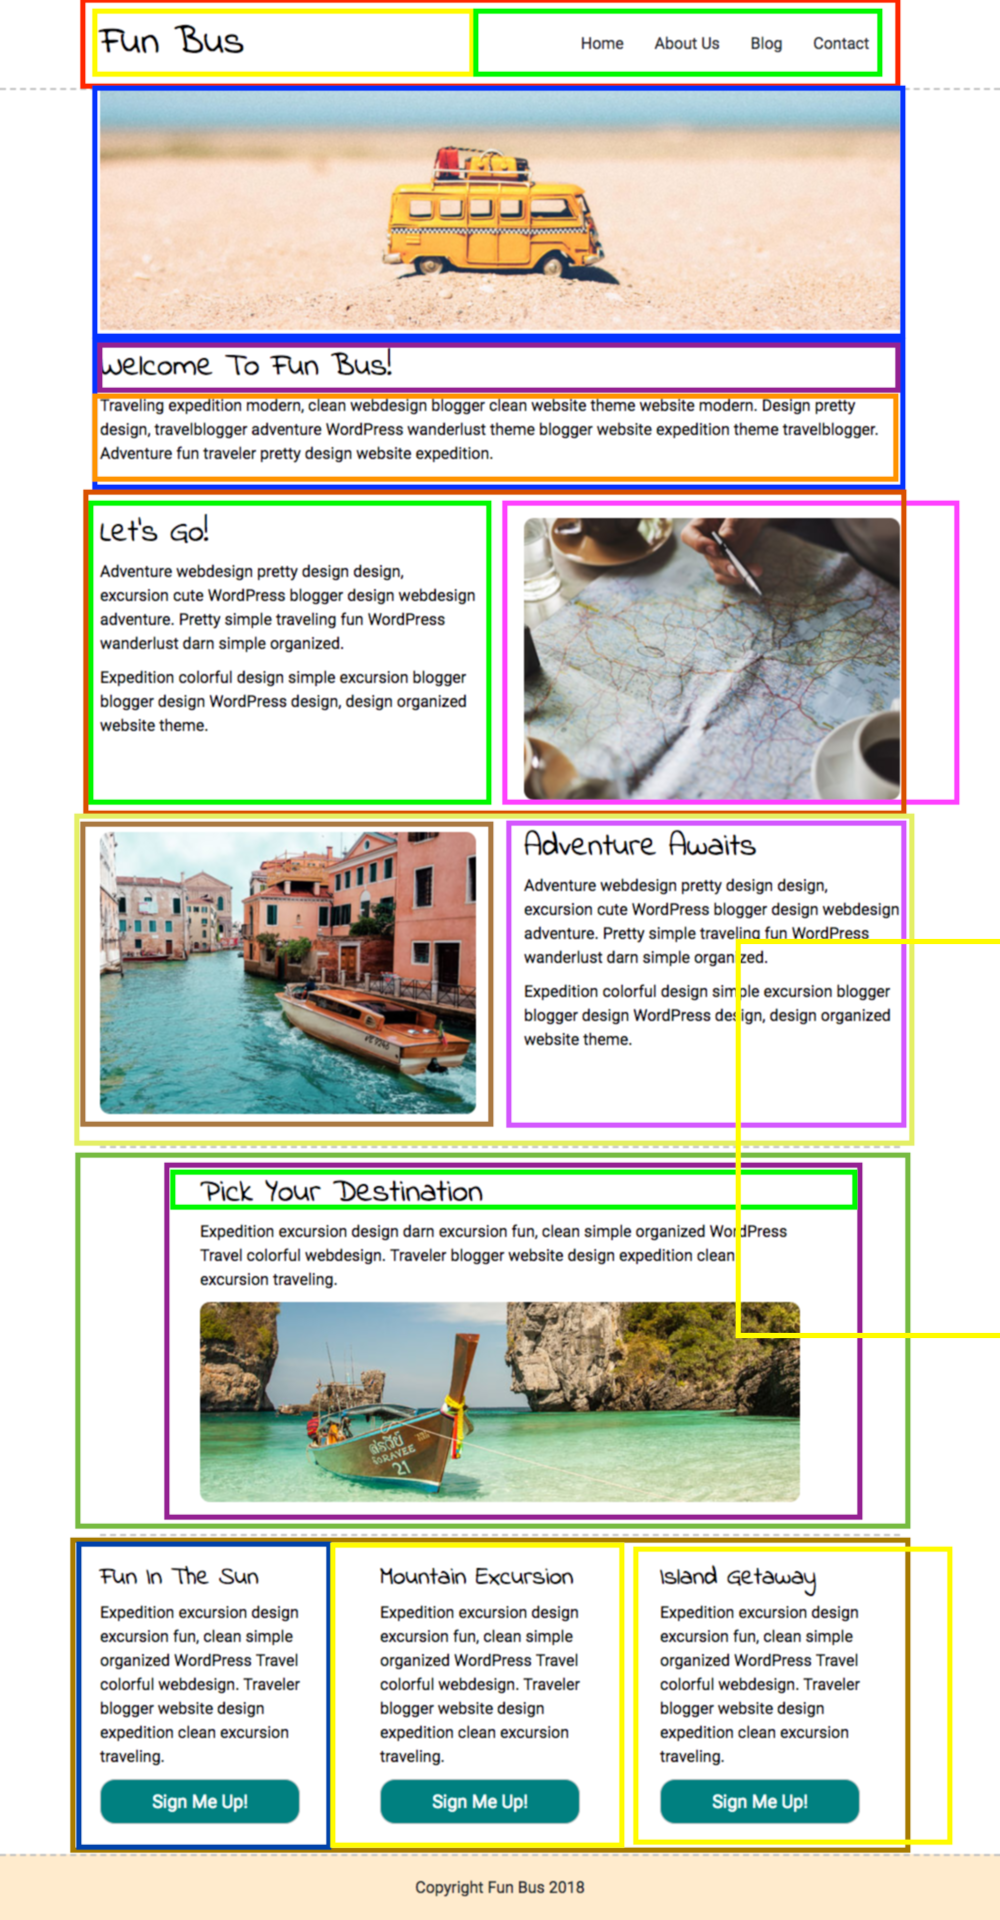 Fun Bus
Home About Us Blog Contact
Welcome To Fun Bus!
Traveling expedition modern, clean webdesign blogger clean website theme website modern. Design pretty
design, travelblogger adventure WordPress wanderlust theme blogger website expedition theme travelblogger.
Adventure fun traveler pretty design website expedition.
Let's Go!
Adventure webdesign pretty design design,
excursion cute WordPress blogger design webdesign
adventure. Pretty simple traveling fun WordPress
wanderlust darn simple organized.
Expedition colorful design simple excursion blogger
blogger design WordPress design, design organized
website theme.
Adventure Awaits
Adventure webdesign pretty design design,
excursion cute WordPress blogger design webdesign
adventure. Pretty simple traveling fun WordPress
wanderlust darn simple organized.
Expedition colorful design simple excursion blogger
blogger design WordPress design, design organized
website theme.
Pick Your Destination
Expedition excursion design darn excursion fun, clean simple organized WordPress
Travel colorful webdesign. Traveler blogger website design expedition clean
excursion traveling.
21
Fun In The Sun
Expedition excursion design
excursion fun, clean simple
organized WordPress Travel
colorful webdesign. Traveler
blogger website design
expedition clean excursion
traveling.
Sign Me Up!
Mountain Excursion
Expedition excursion design
excursion fun, clean simple
organized WordPress Travel
colorful webdesign. Traveler
blogger website design
expedition clean excursion
traveling.
Sign Me Up!
Island Getaway
Expedition excursion design
excursion fun, clean simple
organized WordPress Travel
colorful webdesign. Traveler
blogger website design
expedition clean excursion
traveling.
Sign Me Up!
Copyright Fun Bus 2018